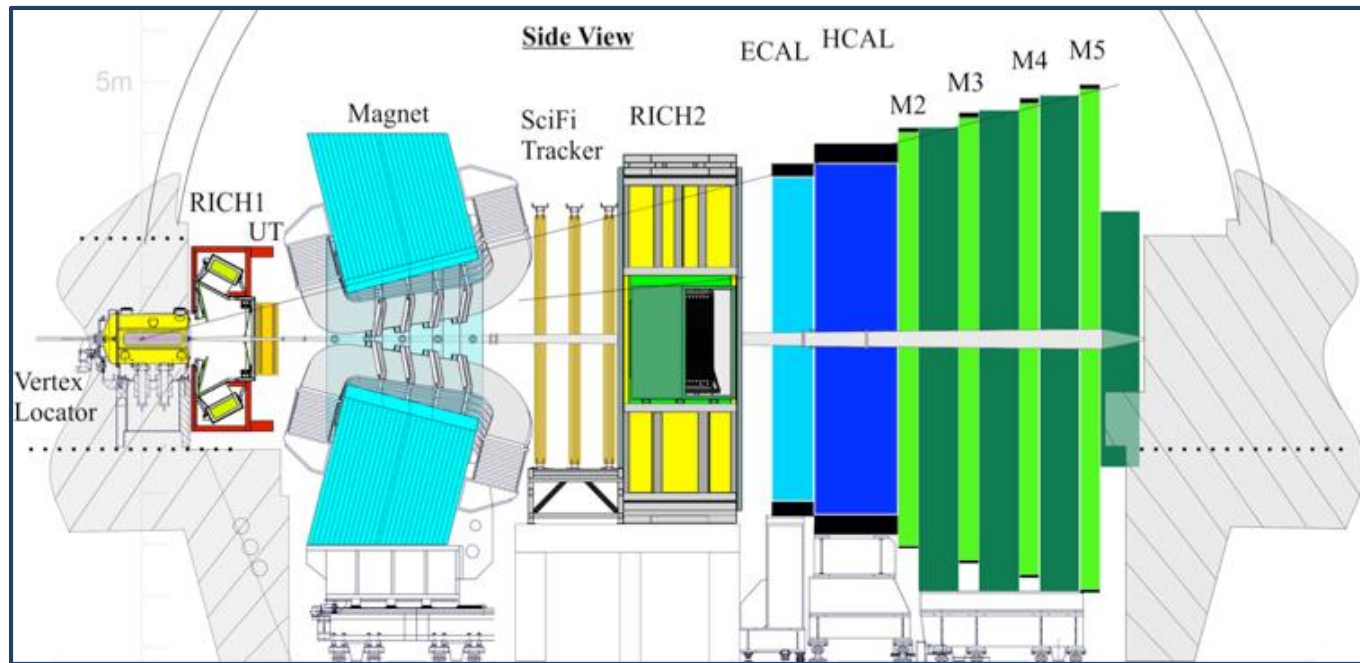 Side View
ECAL
HCAL
M2
M3
M4
M5
5m
Magnet
SciFi
Tracker
RICH2
RICH1
UT
Vertex
Locator